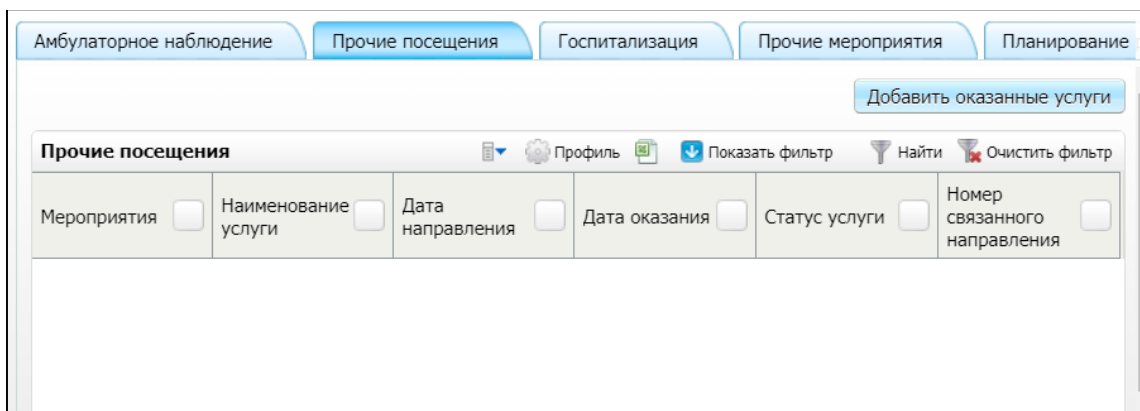 Амбулаторное наблюдение Прочие посещения Госпитализация Прочие мероприятия Планирование
Добавить оказанные услуги
Прочие посещения Профиль Показать фильтр Найти Очистить фильтр
Мероприятия
Наименование
услуги
Дата
направления
Дата оказания
Статус услуги
Номер
связанного
направления